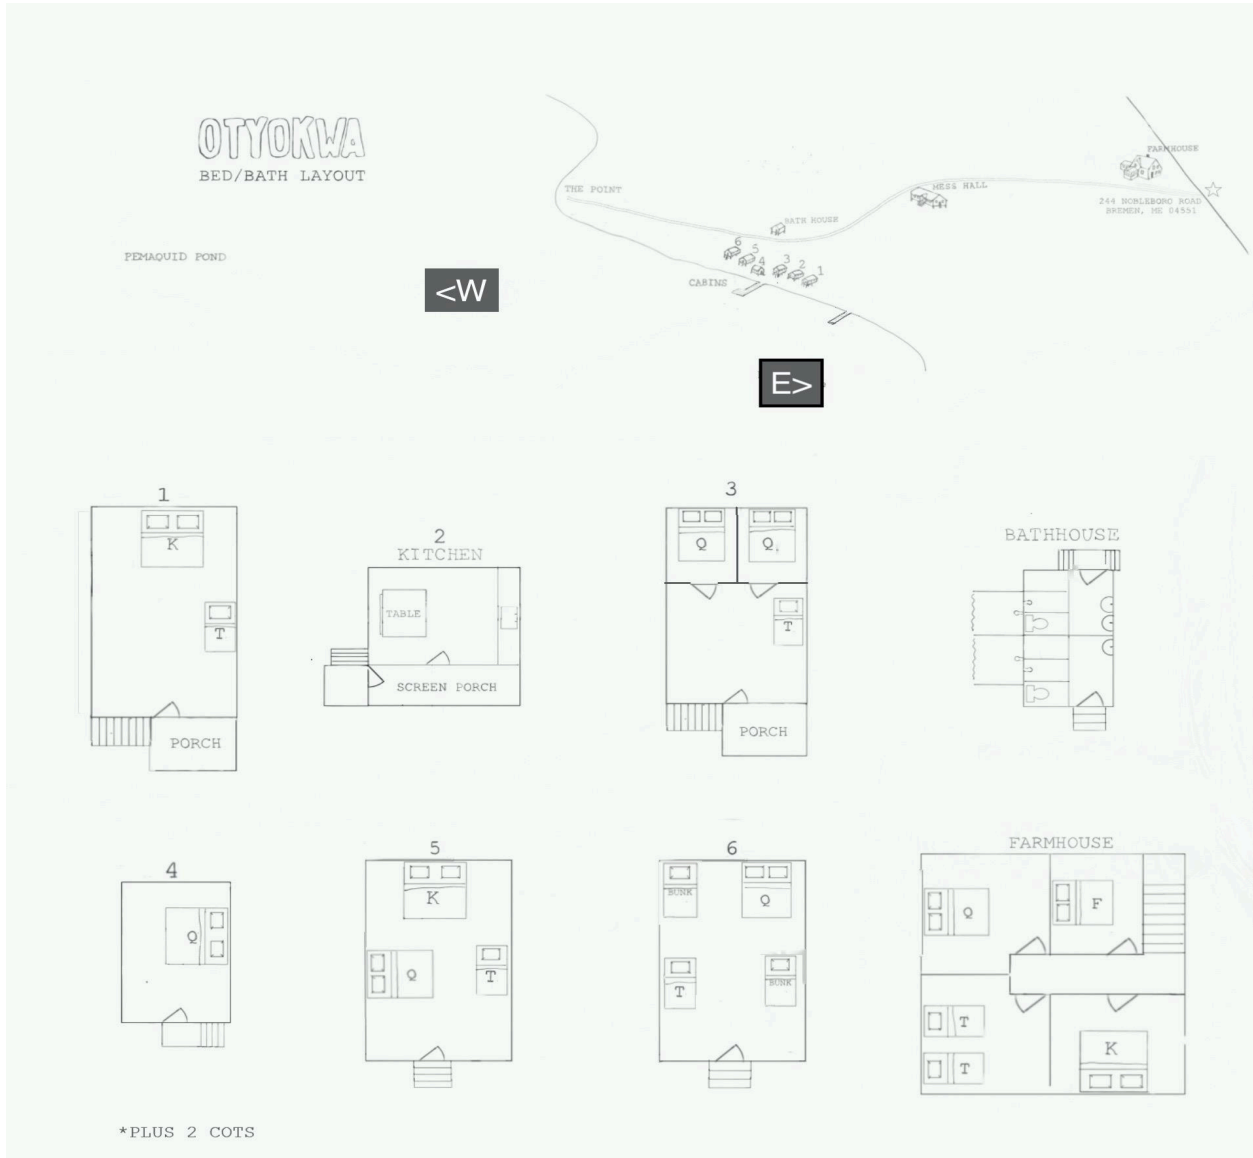 OTYOKWA
BED/BATH LAYOUT
PEMAQUID POND
<W
E>
THE POINT
BATH HOUSE
MESS HALL
FARMHOUSE
244 NOBLEBORO ROAD
BREMEN, ME 04551
6
5
4
3
2
1
CABINS
1
K
T
PORCH
2
KITCHEN
TABLE
SCREEN PORCH
3
Q
Q
T
PORCH
BATHHOUSE
4
Q
5
K
Q
T
6
BUNK
Q
T
BUNK
FARMHOUSE
Q
F
T
T
K
*PLUS 2 COTS